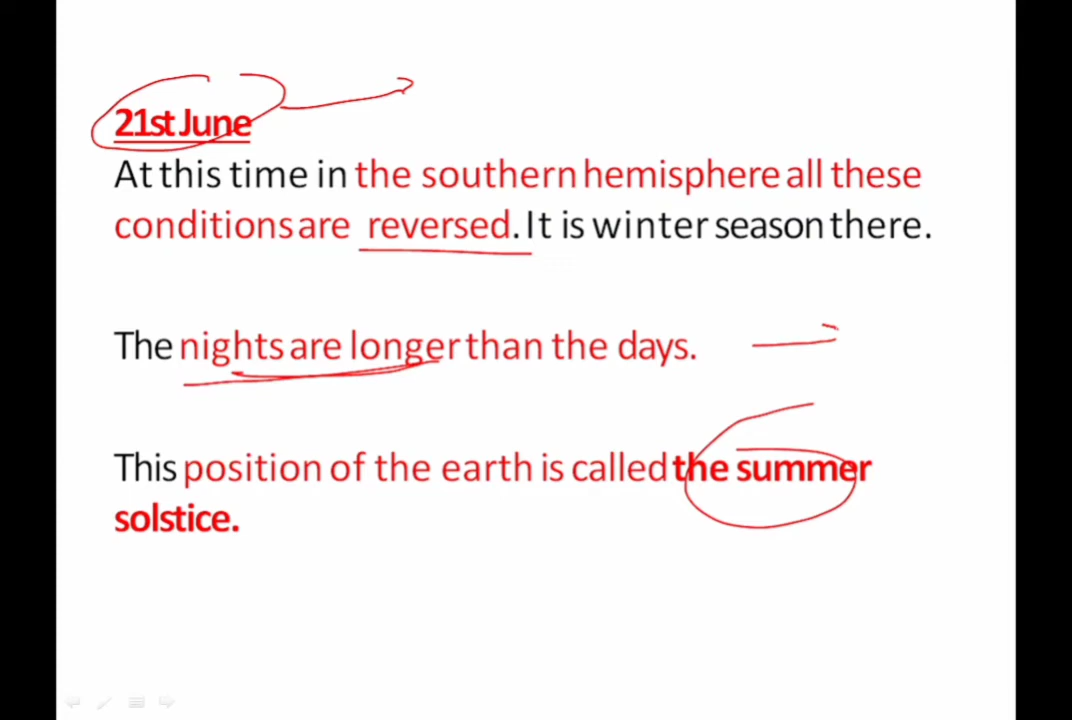 21st June
At this time in the southern hemisphere all these
conditions are reversed. It is winter season there.
The nights are longer than the days.
This position of the earth is called the summer
solstice.